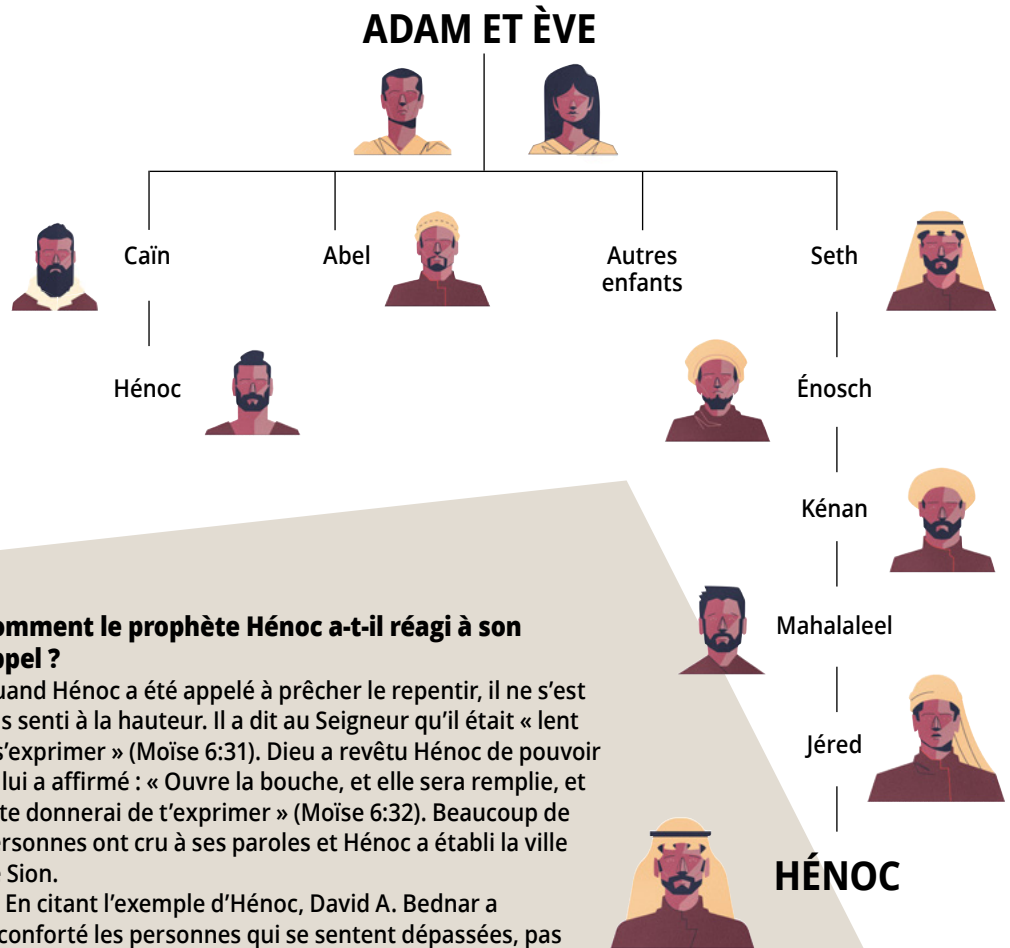 ADAM ET ÈVE
Caïn
Abel
Autres
enfants
Seth
Hénoc
Énosch
Kénan
Mahalaleel
Jéred
HÉNOC
omment le prophète Hénoc a-t-il réagi à son
ppel ?
uand Hénoc a été appelé à prêcher le repentir, il ne s’est
s senti à la hauteur. Il a dit au Seigneur qu’il était « lent
s’exprimer » (Moïse 6:31). Dieu a revêtu Hénoc de pouvoir
lui a affirmé : « Ouvre la bouche, et elle sera remplie, et
te donnerai de t’exprimer » (Moïse 6:32). Beaucoup de
ersonnes ont cru à ses paroles et Hénoc a établi la ville
Sion.
En citant l’exemple d’Hénoc, David A. Bednar a
conforté les personnes qui se sentent dépassées, pas